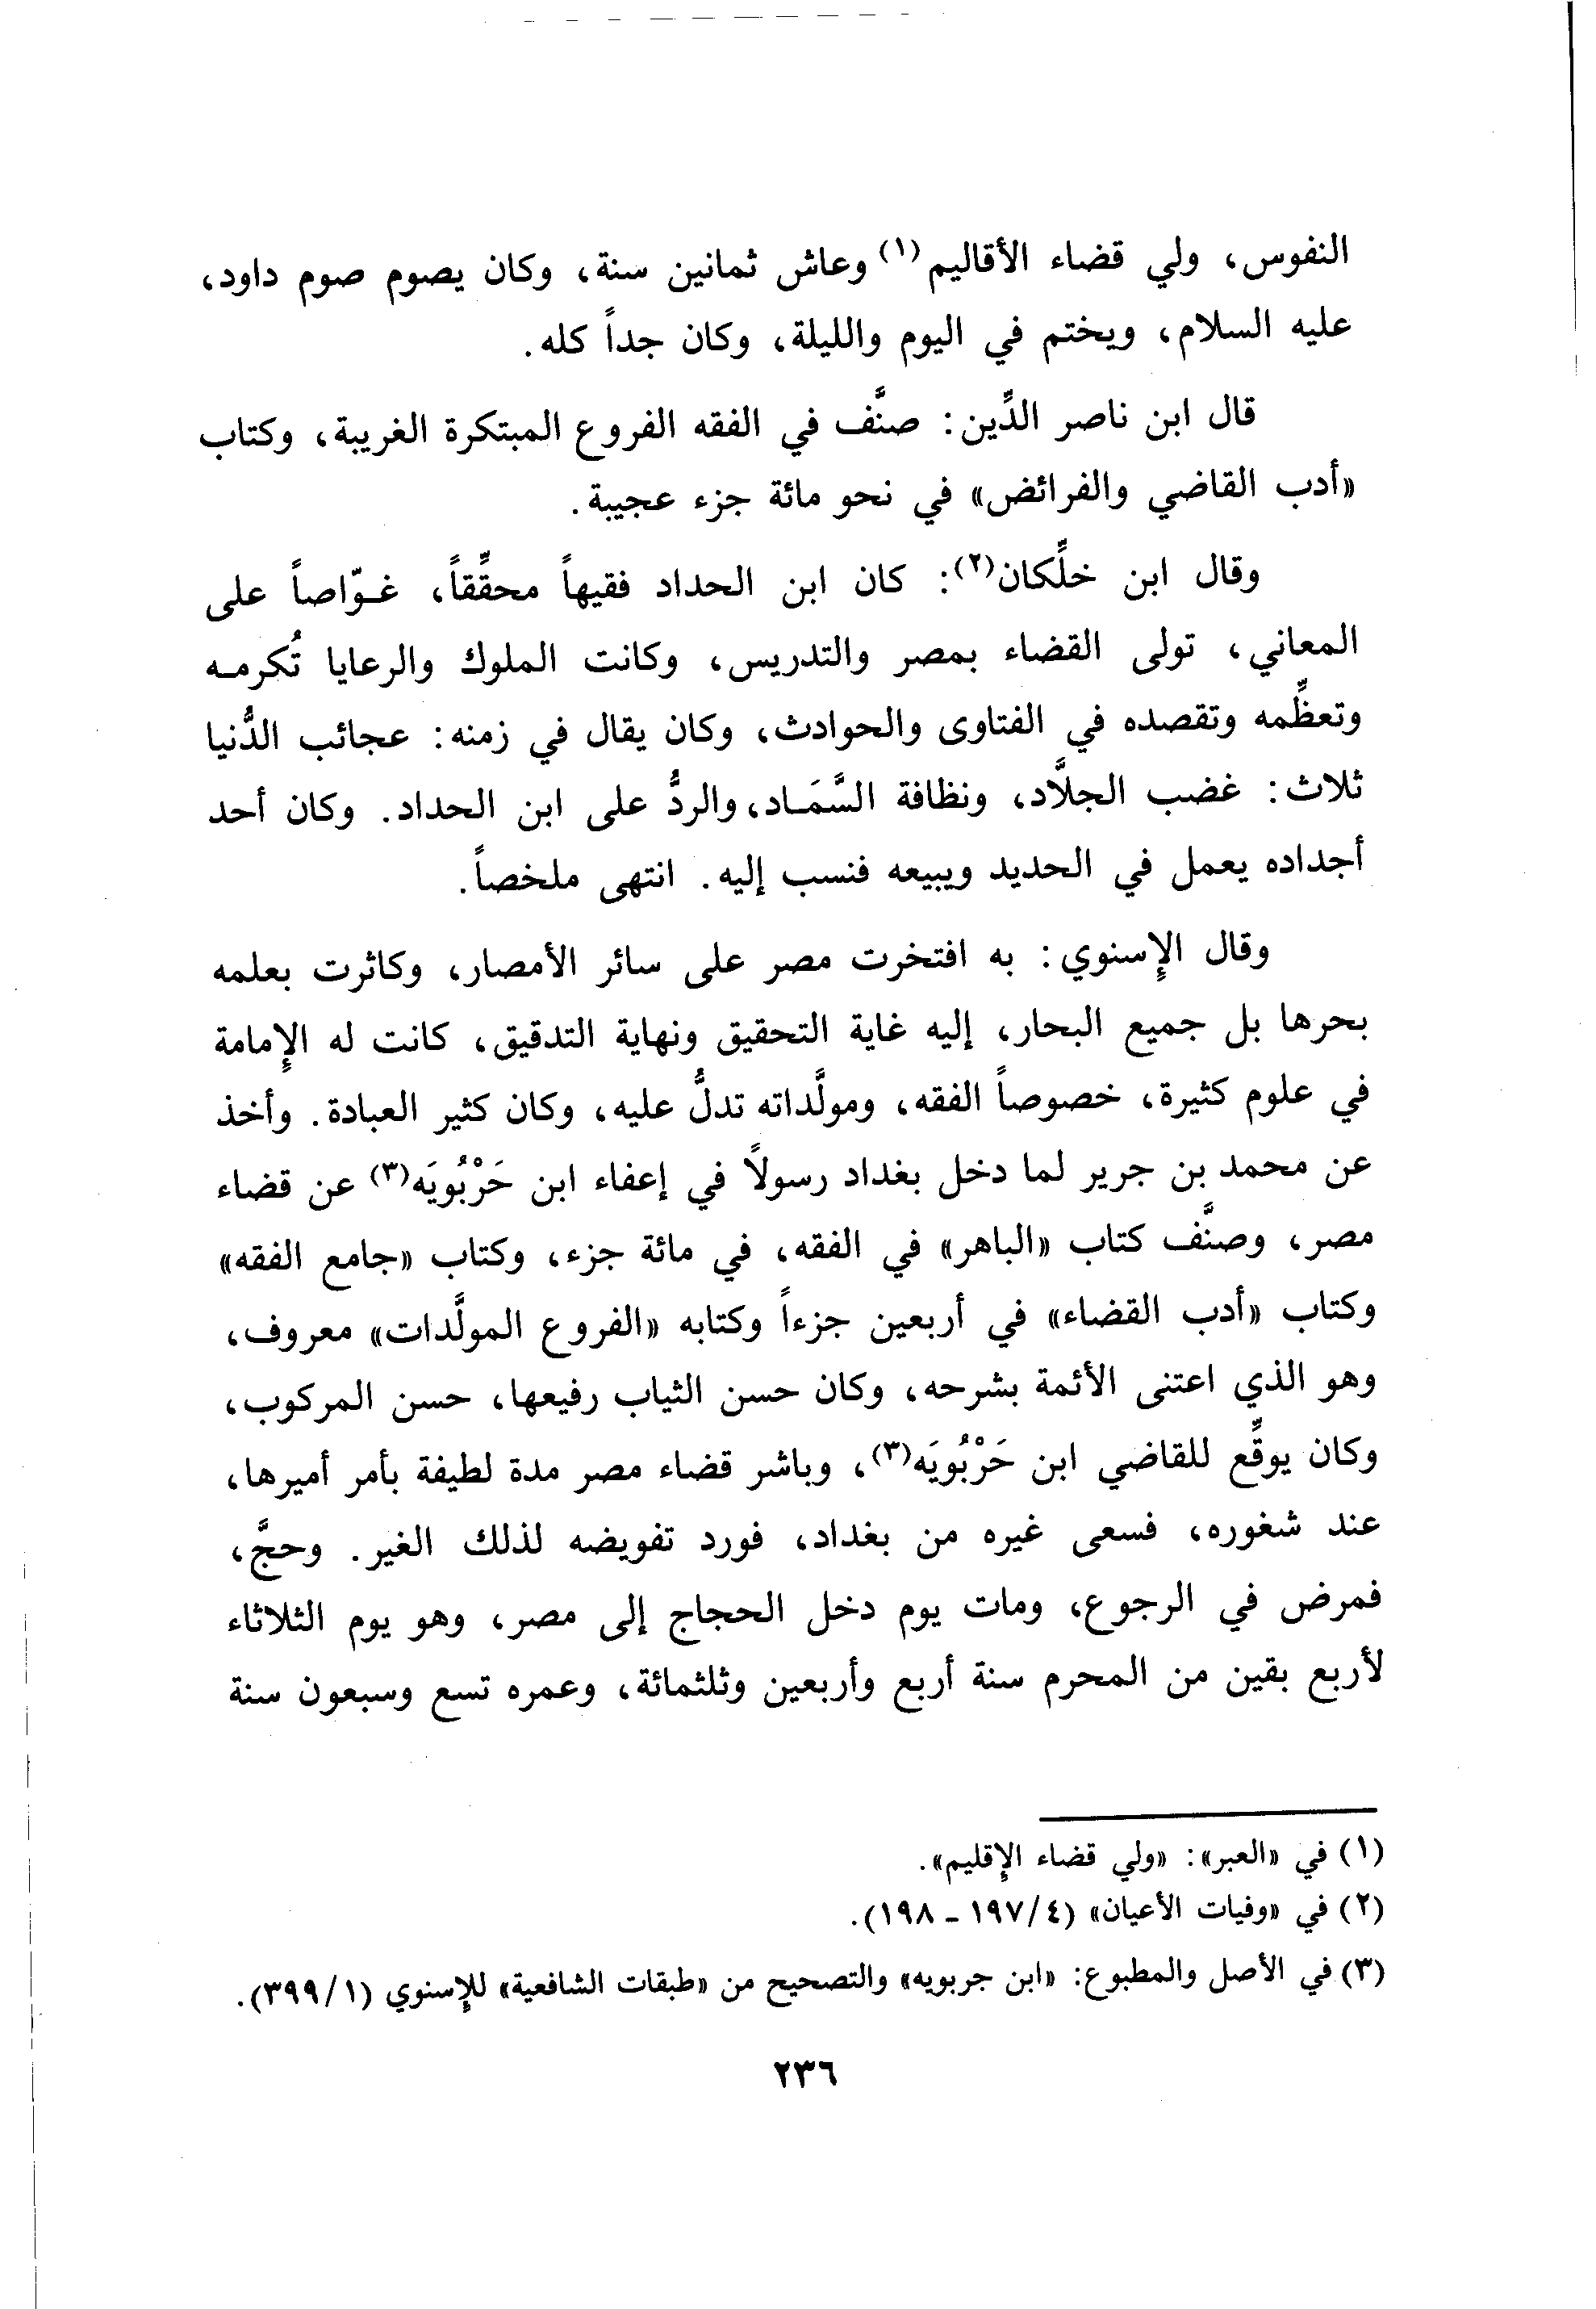 النفوس، ولي قضاء الأقاليم(١) وعاش ثمانين سنة، وكان يصوم صوم داود،
عليه السلام، ويختم في اليوم والليلة، وكان جداً كله.
قال ابن ناصر الدِّين: صنَّف في الفقه الفروع المبتكرة الغريبة، وكتاب
«أدب القاضي والفرائض» في نحو مائة جزء عجيبة.
وقال ابن خلِّكان(٢): كان ابن الحداد فقيهاً محقِّقاً، غـوّاصاً على
المعاني، تولى القضاء بمصر والتدريس، وكانت الملوك والرعايا تُكرمـه
وتعظِّمه وتقصده في الفتاوى والحوادث، وكان يقال في زمنه: عجائب الدُّنيا
ثلاث: غضب الجلاَّد، ونظافة السَّمَـاد، والردُّ على ابن الحداد. وكان أحد
أجداده يعمل في الحديد ويبيعه فنسب إليه. انتهى ملخصاً.
وقال الإِسنوي: به افتخرت مصر على سائر الأمصار، وكاثرت بعلمه
بحرها بل جميع البحار، إليه غاية التحقيق ونهاية التدقيق، كانت له الإِمامة
في علوم كثيرة، خصوصاً الفقه، ومولَّداته تدلُّ عليه، وكان كثير العبادة. وأخذ
عن محمد بن جرير لما دخل بغداد رسولاً في إعفاء ابن حَرْبُويَه(٣) عن قضاء
مصر، وصنَّف كتاب «الباهر» في الفقه، في مائة جزء، وكتاب «جامع الفقه»
وكتاب «أدب القضاء» في أربعين جزءاً وكتابه «الفروع المولَّدات» معروف،
وهو الذي اعتنى الأئمة بشرحه، وكان حسن الثياب رفيعها، حسن المركوب،
وكان يوقِّع للقاضي ابن حَرْبُويَه(٣)، وباشر قضاء مصر مدة لطيفة بأمر أميرها،
عند شغوره، فسعى غيره من بغداد، فورد تفويضه لذلك الغير. وحجَّ،
فمرض في الرجوع، ومات يوم دخل الحجاج إلى مصر، وهو يوم الثلاثاء
لأربع بقين من المحرم سنة أربع وأربعين وثلثمائة، وعمره تسع وسبعون سنة
(١) في «العبر»: «ولي قضاء الإِقليم».
(٢) في «وفيات الأعيان» (٤/١٩٧ - ١٩٨).
(٣) في الأصل والمطبوع: «ابن جربويه» والتصحيح من «طبقات الشافعية» للإِسنوي (١/٣٩٩).
٢٣٦